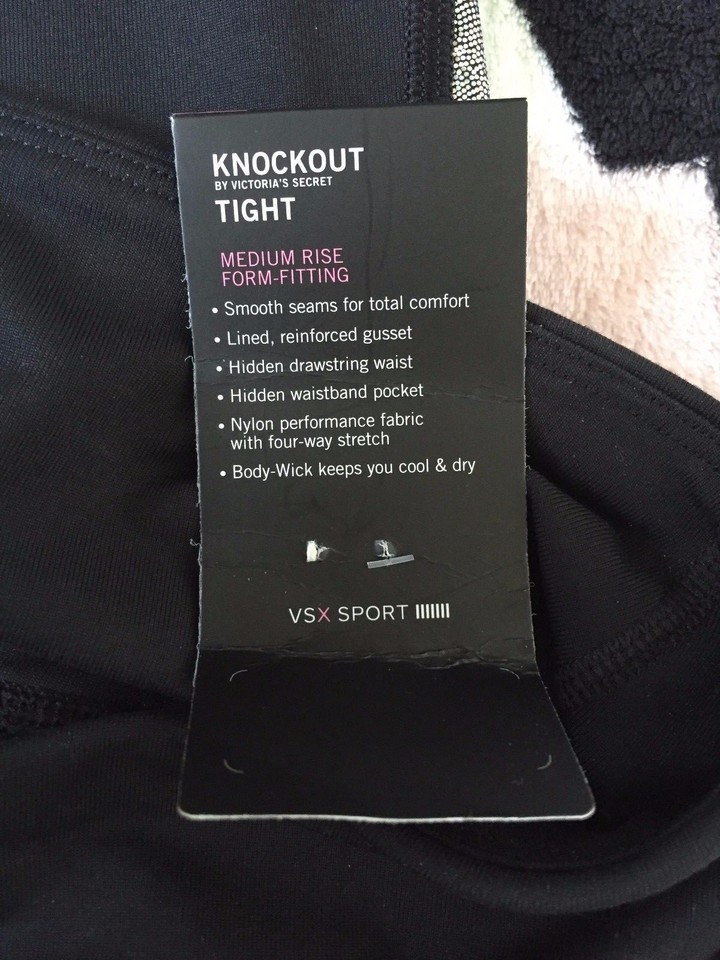 KNOCKOUT
BY VICTORIA'S SECRET
TIGHT
MEDIUM RISE
FORM-FITTING
• Smooth seams for total comfort
• Lined, reinforced gusset
• Hidden drawstring waist
• Hidden waistband pocket
• Nylon performance fabric
with four-way stretch
• Body-Wick keeps you cool & dry
VSX SPORT